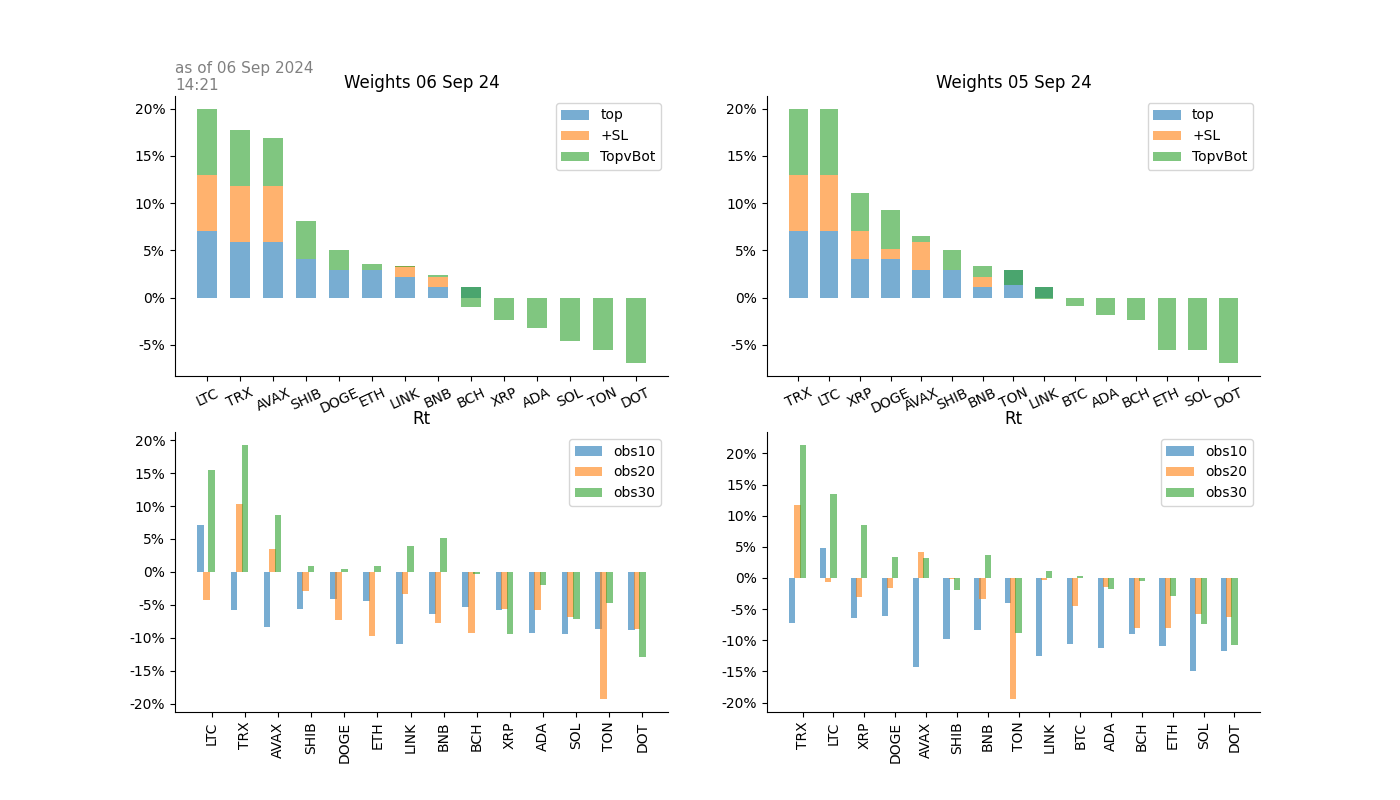 as of 06 Sep 2024
14:21
Weights 06 Sep 24
20%
15%
10%
5%
0%
-5%
top
+SL
TopvBot
LTC TRX AVAX SHIB DOGE ETH LINK BNB BCH XRP ADA SOL TON DOT
Weights 05 Sep 24
20%
15%
10%
5%
0%
-5%
top
+SL
TopvBot
TRX LTC XRP DOGE AVAX SHIB BNB TON LINK BTC ADA BCH ETH SOL DOT
Rt
20%
15%
10%
5%
0%
-5%
-10%
-15%
-20%
obs10
obs20
obs30
LTC TRX AVAX SHIB DOGE ETH LINK BNB BCH XRP ADA SOL TON DOT
Rt
20%
15%
10%
5%
0%
-5%
-10%
-15%
-20%
obs10
obs20
obs30
TRX LTC XRP DOGE AVAX SHIB BNB TON LINK BTC ADA BCH ETH SOL DOT